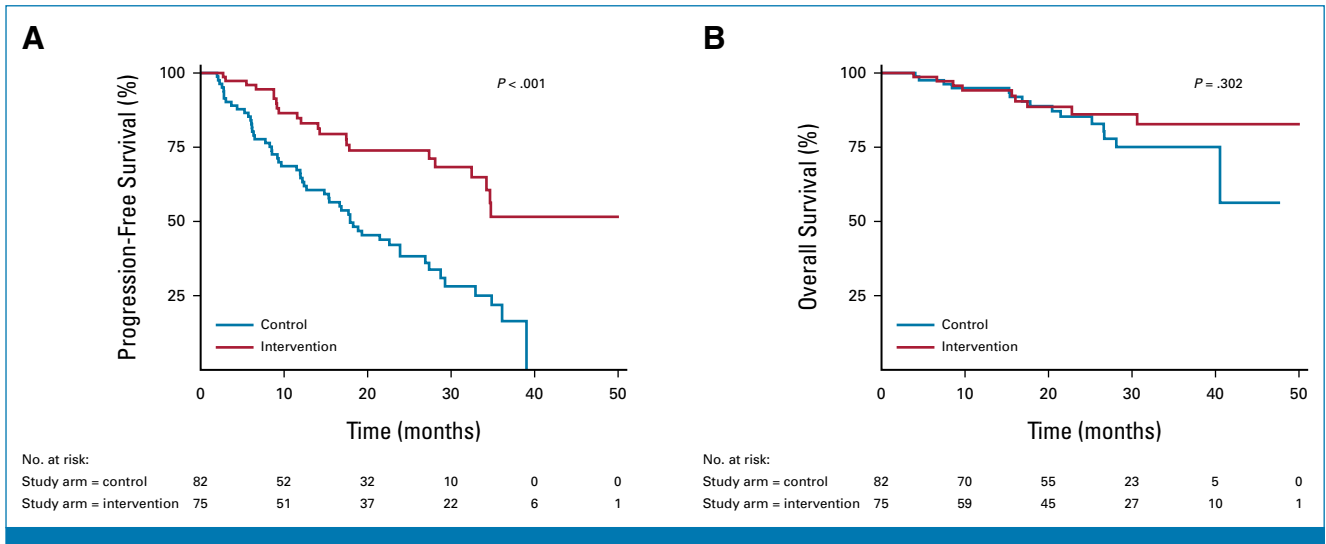 A
Progression-Free Survival (%)
100
75
50
25
P < .001
Control
Intervention
0 10 20 30 40 50
Time (months)
No. at risk:
Study arm = control 82 52 32 10 0 0
Study arm = intervention 75 51 37 22 6 1
B
Overall Survival (%)
100
75
50
25
P = .302
Control
Intervention
0 10 20 30 40 50
Time (months)
No. at risk:
Study arm = control 82 70 55 23 5 0
Study arm = intervention 75 59 45 27 10 1